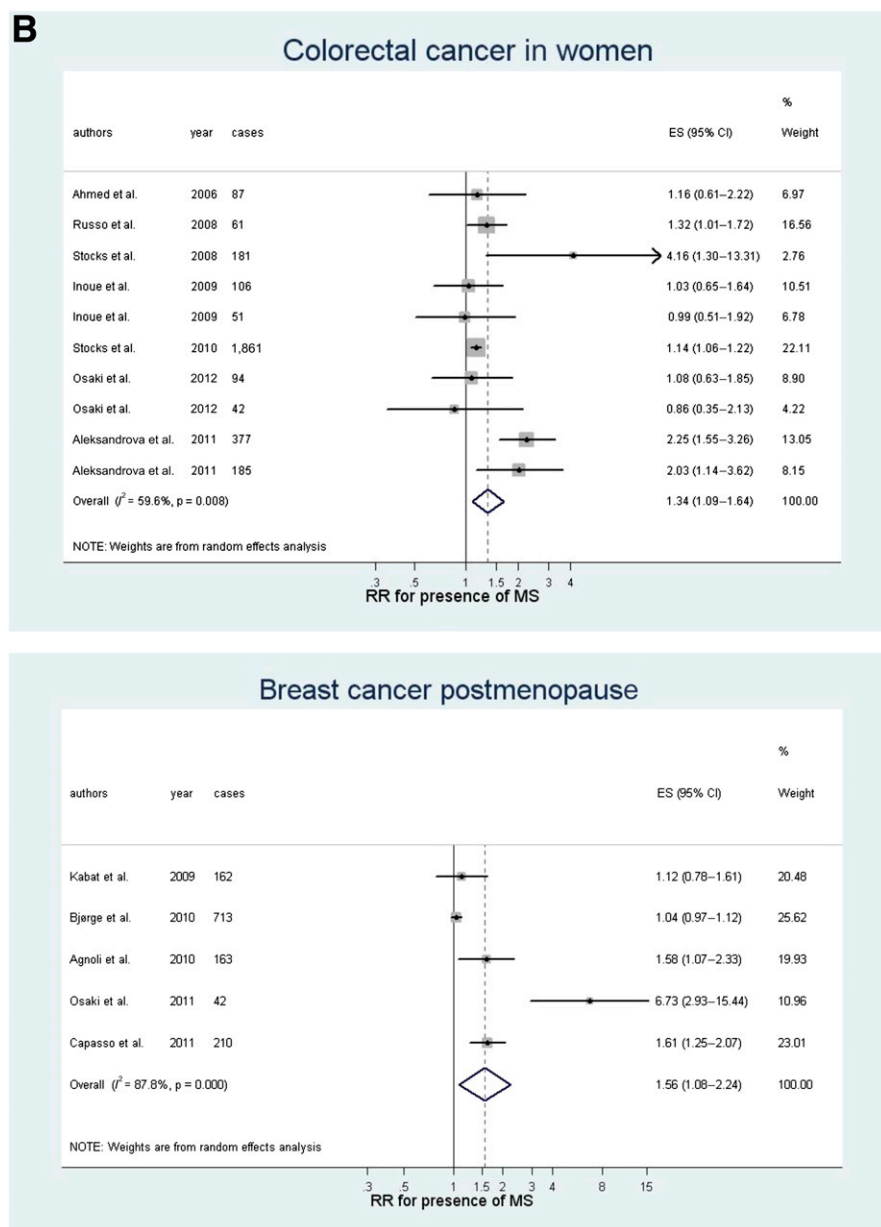 B
Colorectal cancer in women
%
authors year cases ES (95% CI) Weight
Ahmed et al. 2006 87 1.16 (0.61–2.22) 6.97
Russo et al. 2008 61 1.32 (1.01–1.72) 16.56
Stocks et al. 2008 181 4.16 (1.30–13.31) 2.76
Inoue et al. 2009 106 1.03 (0.65–1.64) 10.51
Inoue et al. 2009 51 0.99 (0.51–1.92) 6.78
Stocks et al. 2010 1,861 1.14 (1.06–1.22) 22.11
Osaki et al. 2012 94 1.08 (0.63–1.85) 8.90
Osaki et al. 2012 42 0.86 (0.35–2.13) 4.22
Aleksandrova et al. 2011 377 2.25 (1.55–3.26) 13.05
Aleksandrova et al. 2011 185 2.03 (1.14–3.62) 8.15
Overall (I² = 59.6%, p = 0.008) 1.34 (1.09–1.64) 100.00
NOTE: Weights are from random effects analysis
.3 .5 1 1.5 2 3 4
RR for presence of MS
Breast cancer postmenopause
%
authors year cases ES (95% CI) Weight
Kabat et al. 2009 162 1.12 (0.78–1.61) 20.48
Bjørge et al. 2010 713 1.04 (0.97–1.12) 25.62
Agnoli et al. 2010 163 1.58 (1.07–2.33) 19.93
Osaki et al. 2011 42 6.73 (2.93–15.44) 10.96
Capasso et al. 2011 210 1.61 (1.25–2.07) 23.01
Overall (I² = 87.8%, p = 0.000) 1.56 (1.08–2.24) 100.00
NOTE: Weights are from random effects analysis
.3 .5 1 1.5 2 3 4 8 15
RR for presence of MS